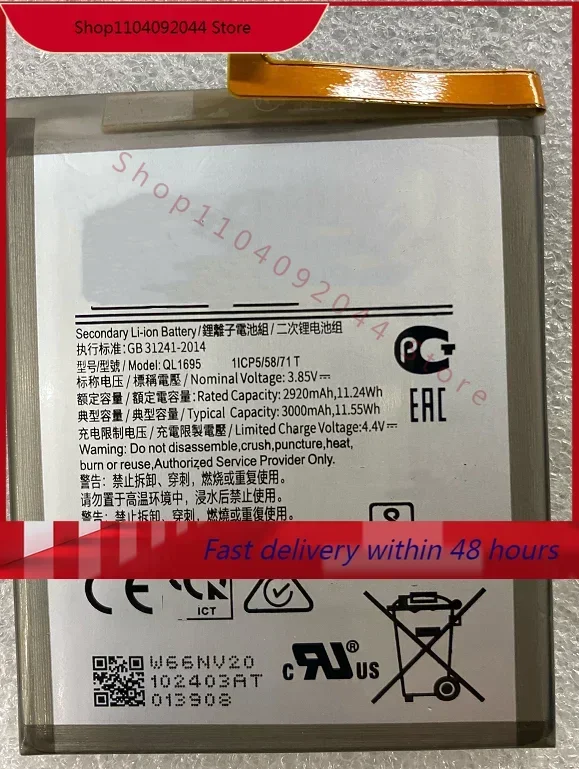 Shop1104092044 Store
Shop1104092044 Store
Secondary Li-ion Battery/鋰離子電池組/二次锂电池组
执行标准:GB 31241-2014
型号/型號/ Model:QL1695 1ICP5/58/71 T
标称电压 / 標稱電壓 / Nominal Voltage: 3.85V⎓
额定容量 / 額定電容量 / Rated Capacity: 2920mAh,11.24Wh
典型容量 / 典型電容量 / Typical Capacity: 3000mAh,11.55Wh
充电限制电压 / 充電限製電壓 / Limited Charge Voltage:4.4V⎓
Warning: Do not disassemble,crush,puncture,heat,
burn or reuse,Authorized Service Provider Only.
警告: 禁止拆卸、穿刺，燃烧或重复使用。
请勿置于高温环境中，浸水后禁止使用。
警告: 禁止拆卸、穿刺，燃燒或重復使用。
PG
EAC
Fast delivery within 48 hours
CE
ICT
W66NV20
102403AT
013908
c RU US